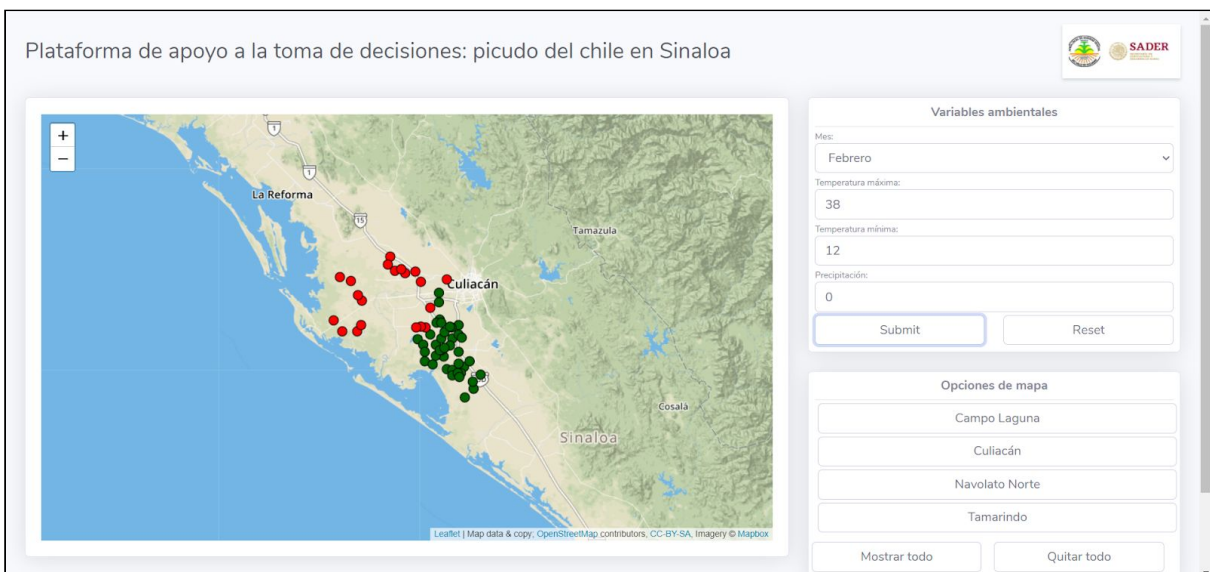 Plataforma de apoyo a la toma de decisiones: picudo del chile en Sinaloa
SADER
+
−
1
1
La Reforma
15
Tamazula
Culiacán
Cosalá
Sinaloa
Leaflet | Map data & copy; OpenStreetMap contributors, CC-BY-SA, Imagery © Mapbox
Variables ambientales
Mes:
Febrero
Temperatura máxima:
38
Temperatura mínima:
12
Precipitación:
0
Submit
Reset
Opciones de mapa
Campo Laguna
Culiacán
Navolato Norte
Tamarindo
Mostrar todo
Quitar todo